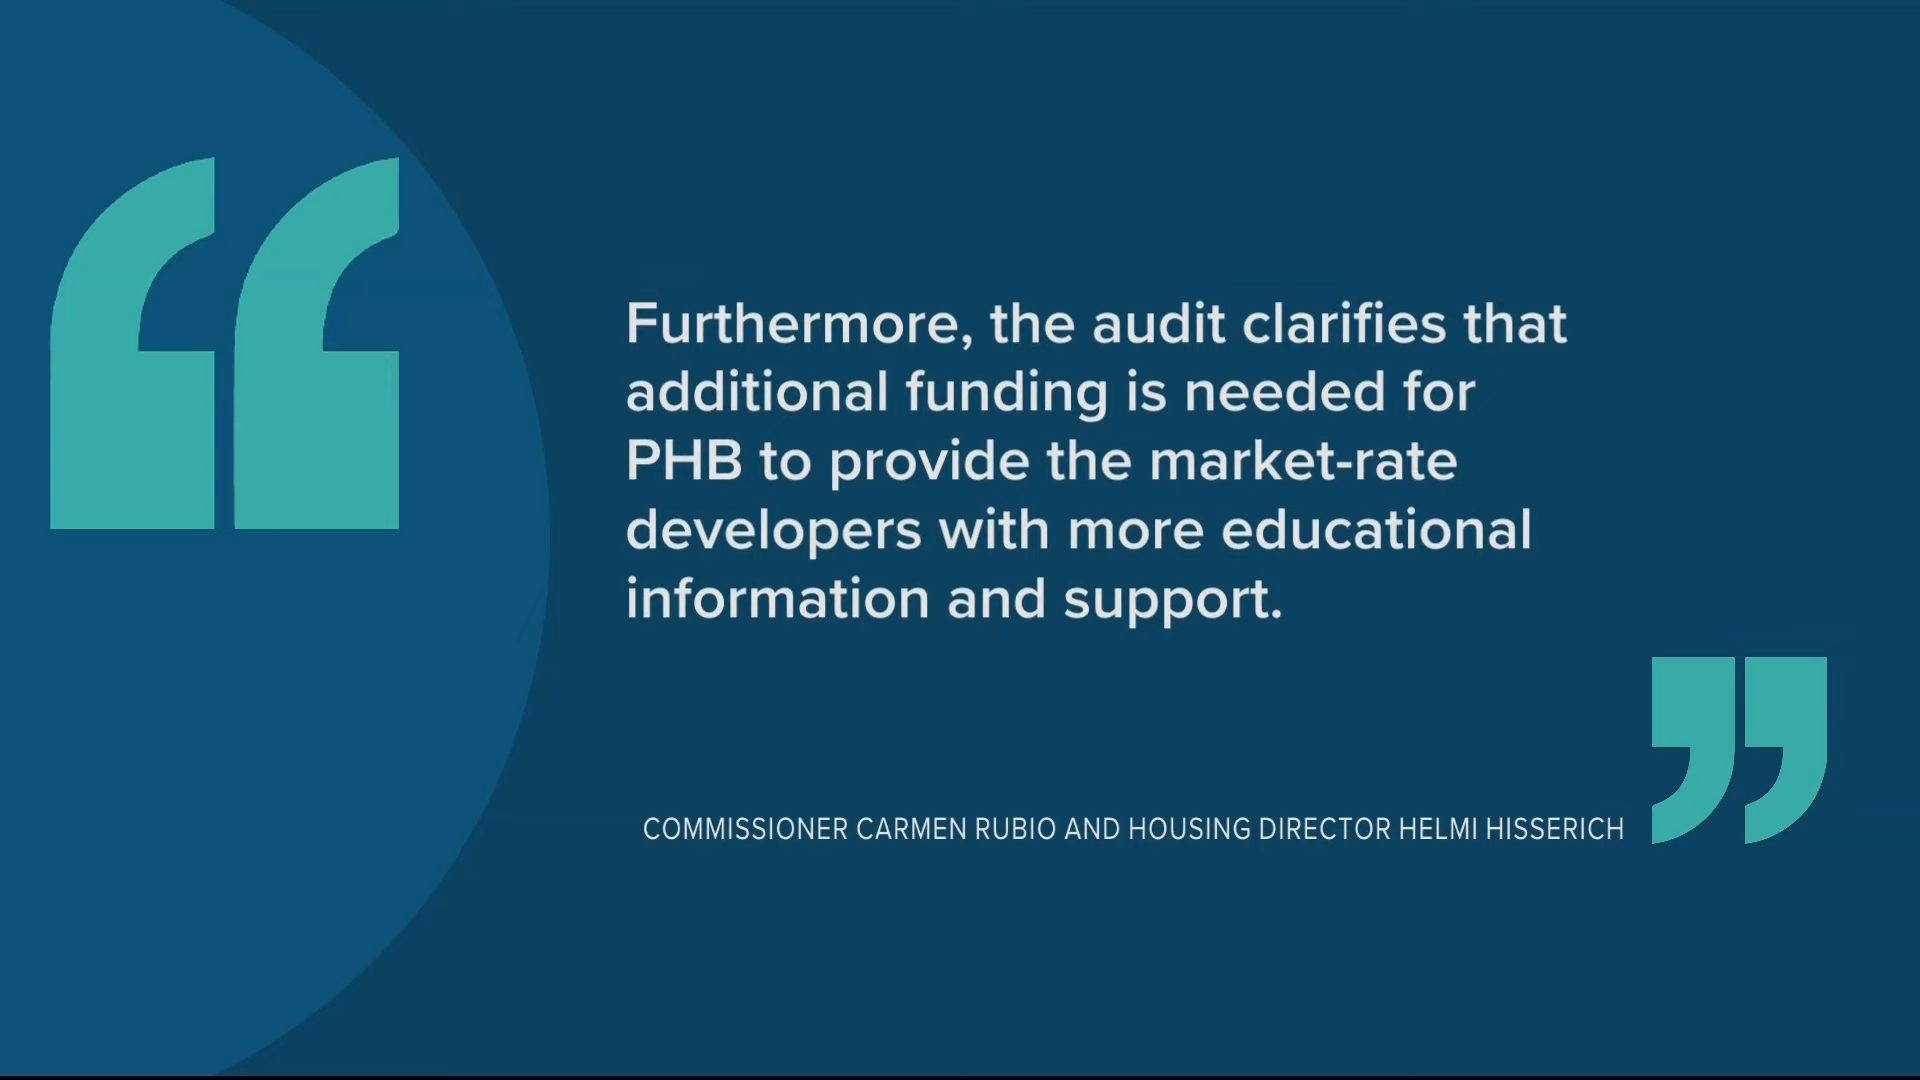 Furthermore, the audit clarifies that
additional funding is needed for
PHB to provide the market-rate
developers with more educational
information and support.
COMMISSIONER CARMEN RUBIO AND HOUSING DIRECTOR HELMI HISSERICH